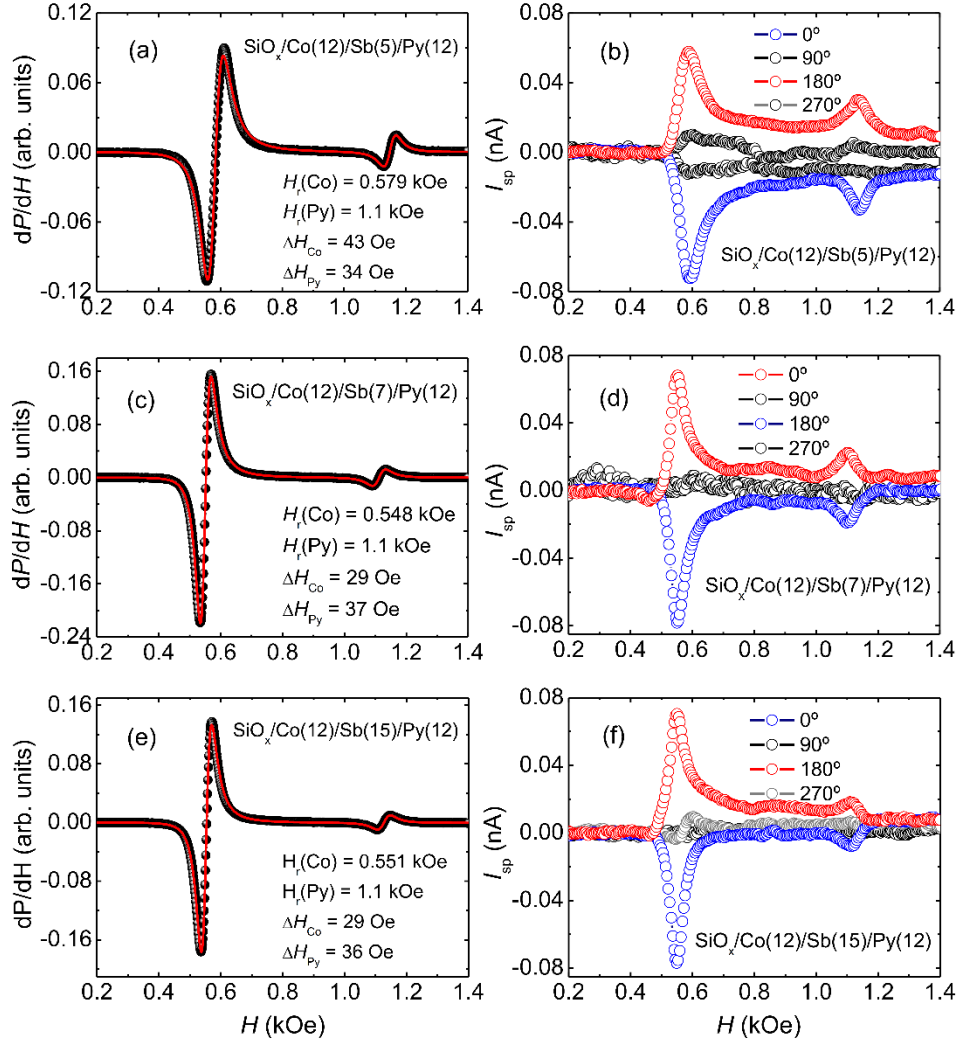 (a)
SiOx/Co(12)/Sb(5)/Py(12)
dP/dH (arb. units)
0.12
0.06
0.00
-0.06
-0.12
Hr(Co) = 0.579 kOe
Hr(Py) = 1.1 kOe
ΔHCo = 43 Oe
ΔHPy = 34 Oe
0.2 0.4 0.6 0.8 1.0 1.2 1.4
(b)
0º
90º
180º
270º
Isp (nA)
0.08
0.04
0.00
-0.04
-0.08
SiOx/Co(12)/Sb(5)/Py(12)
0.2 0.4 0.6 0.8 1.0 1.2 1.4
(c)
SiOx/Co(12)/Sb(7)/Py(12)
dP/dH (arb. units)
0.16
0.08
0.00
-0.08
-0.16
-0.24
Hr(Co) = 0.548 kOe
Hr(Py) = 1.1 kOe
ΔHCo = 29 Oe
ΔHPy = 37 Oe
0.2 0.4 0.6 0.8 1.0 1.2 1.4
(d)
0º
90º
180º
270º
Isp (nA)
0.08
0.04
0.00
-0.04
-0.08
SiOx/Co(12)/Sb(7)/Py(12)
0.2 0.4 0.6 0.8 1.0 1.2 1.4
(e)
SiOx/Co(12)/Sb(15)/Py(12)
dP/dH (arb. units)
0.16
0.08
0.00
-0.08
-0.16
Hr(Co) = 0.551 kOe
Hr(Py) = 1.1 kOe
ΔHCo = 29 Oe
ΔHPy = 36 Oe
0.2 0.4 0.6 0.8 1.0 1.2 1.4
H (kOe)
(f)
0º
90º
180º
270º
Isp (nA)
0.08
0.04
0.00
-0.04
-0.08
SiOx/Co(12)/Sb(15)/Py(12)
0.2 0.4 0.6 0.8 1.0 1.2 1.4
H (kOe)